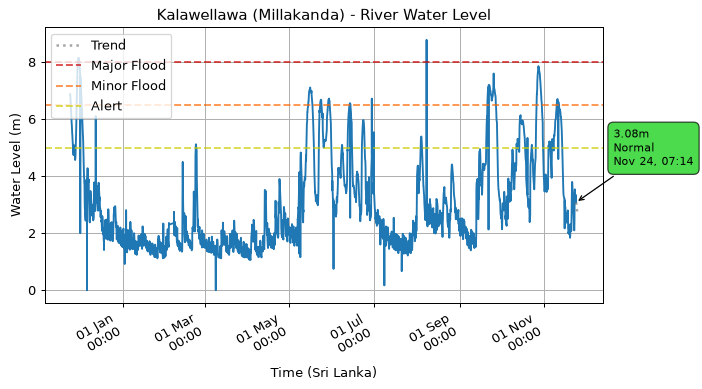 Kalawellawa (Millakanda) - River Water Level
Trend
Major Flood
Minor Flood
Alert
Water Level (m)
8
6
4
2
0
3.08m
Normal
Nov 24, 07:14
01 Jan
00:00
01 Mar
00:00
01 May
00:00
01 Jul
00:00
01 Sep
00:00
01 Nov
00:00
Time (Sri Lanka)